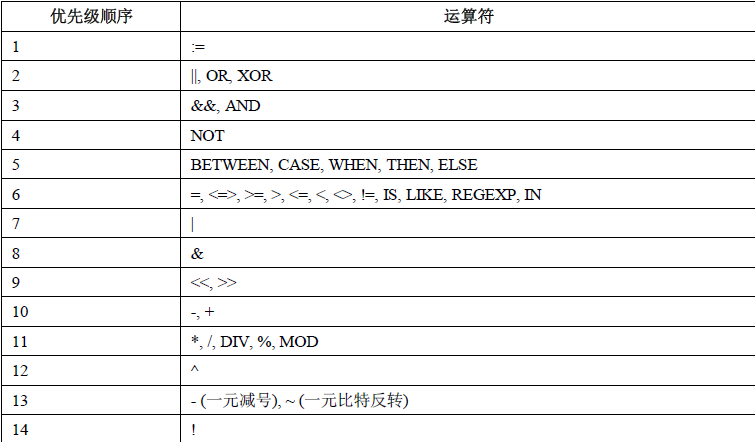 优先级顺序 运算符
1 :=
2 ||, OR, XOR
3 &&, AND
4 NOT
5 BETWEEN, CASE, WHEN, THEN, ELSE
6 =, <=>, >=, >, <=, <, <>, !=, IS, LIKE, REGEXP, IN
7 |
8 &
9 <<, >>
10 -, +
11 *, /, DIV, %, MOD
12 ^
13 - (一元减号), ~ (一元比特反转)
14 !